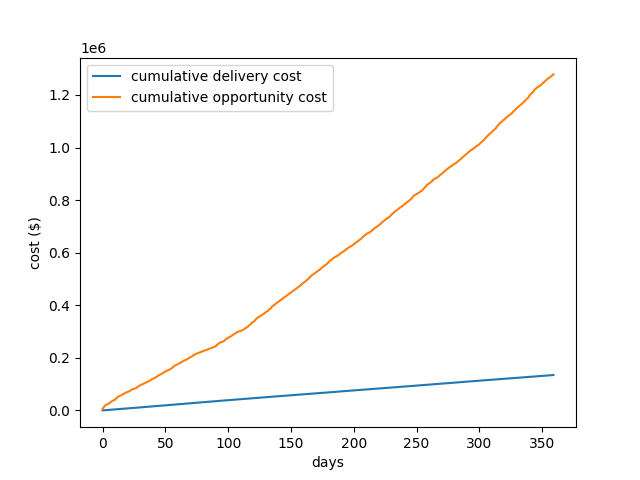 1e6
cumulative delivery cost
cumulative opportunity cost
1.2
1.0
0.8
0.6
0.4
0.2
0.0
cost ($)
0 50 100 150 200 250 300 350
days